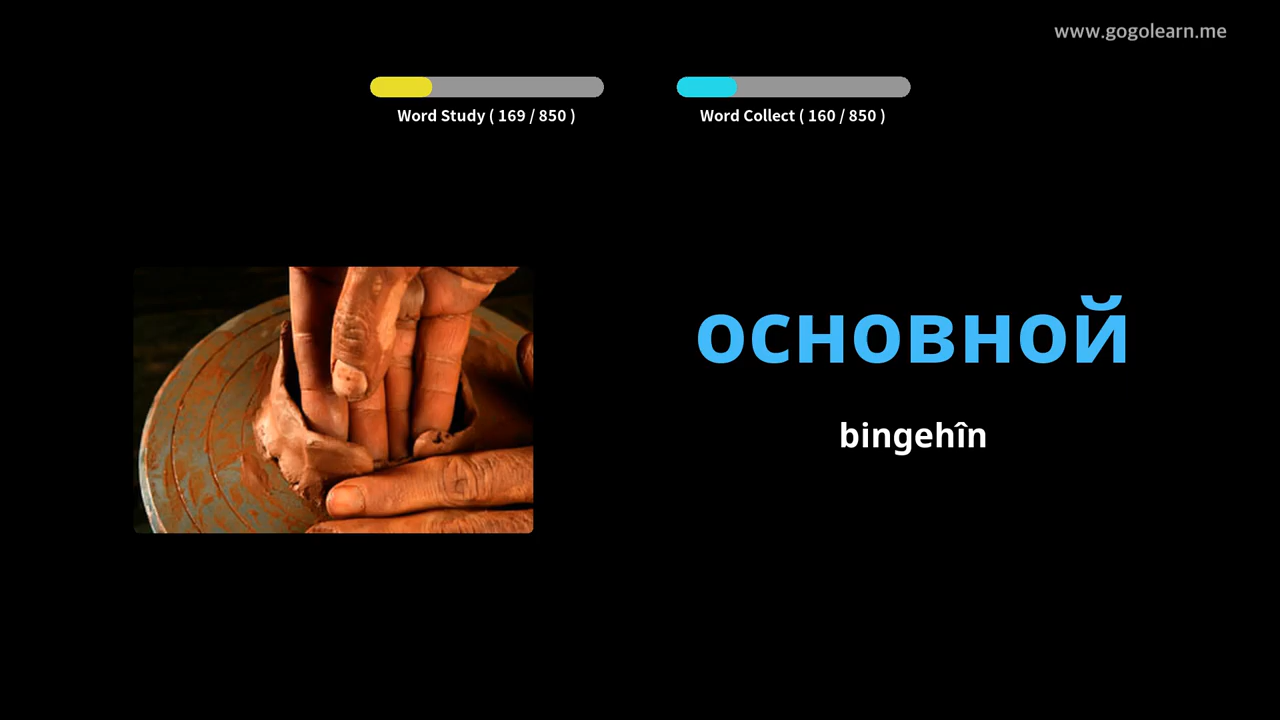 www.gogolearn.me
Word Study ( 169 / 850 )
Word Collect ( 160 / 850 )
основной
bingehîn